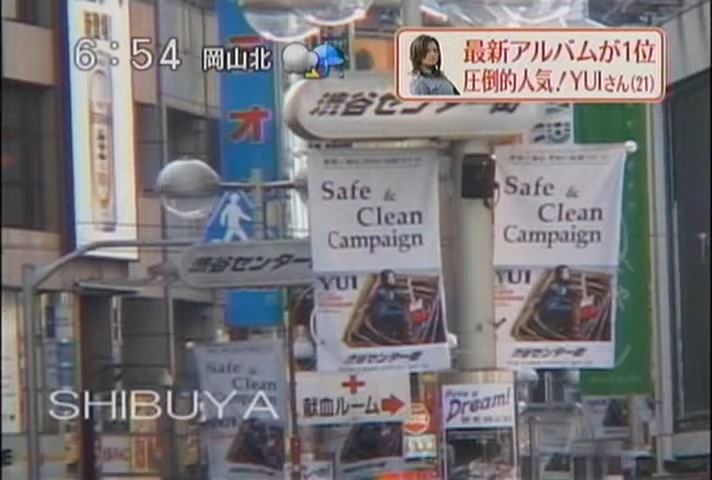 6:54 岡山北
最新アルバムが1位
圧倒的人気!YUIさん(21)
オ
渋谷センター街
Safe &
Clean
Campaign
YUI
渋谷センター街
Safe &
Clean
Campaign
YUI
渋谷センター街
渋谷センター
Safe &
Clean
SHIBUYA
献血ルーム
Dream!